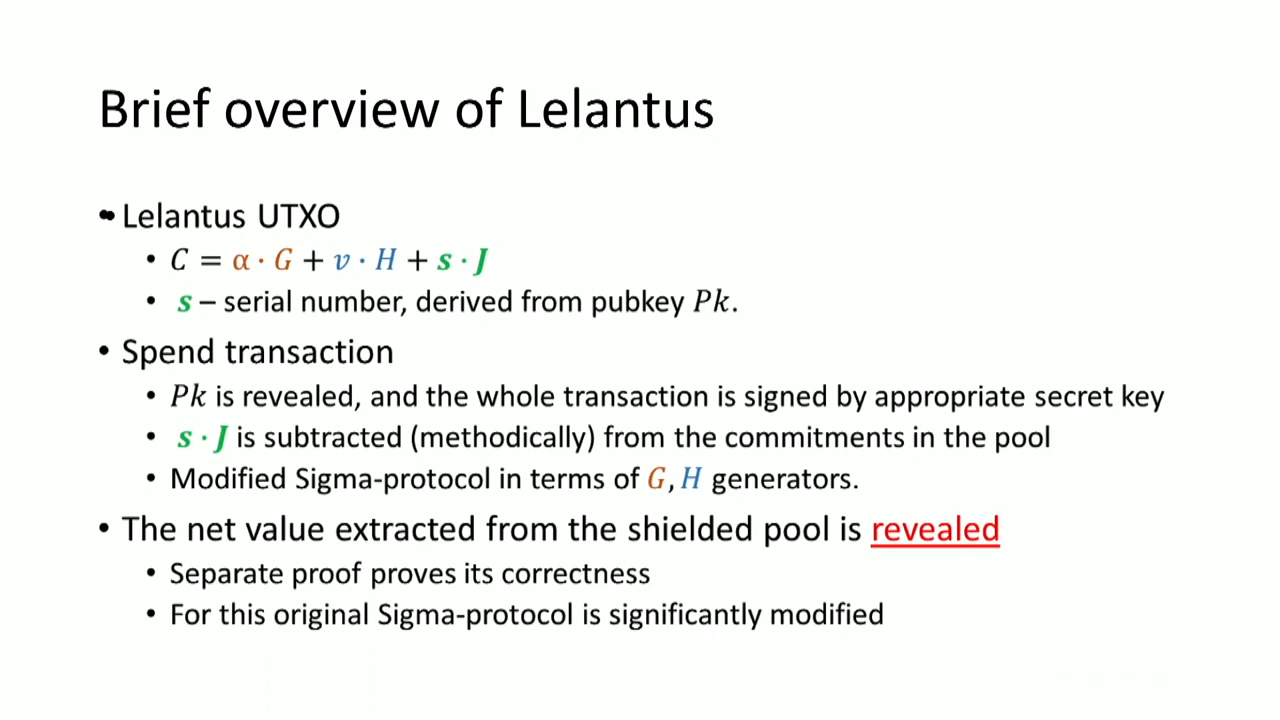 Brief overview of Lelantus
• Lelantus UTXO
• C = α · G + v · H + s · J
• s – serial number, derived from pubkey Pk.
• Spend transaction
• Pk is revealed, and the whole transaction is signed by appropriate secret key
• s · J is subtracted (methodically) from the commitments in the pool
• Modified Sigma-protocol in terms of G, H generators.
• The net value extracted from the shielded pool is revealed
• Separate proof proves its correctness
• For this original Sigma-protocol is significantly modified